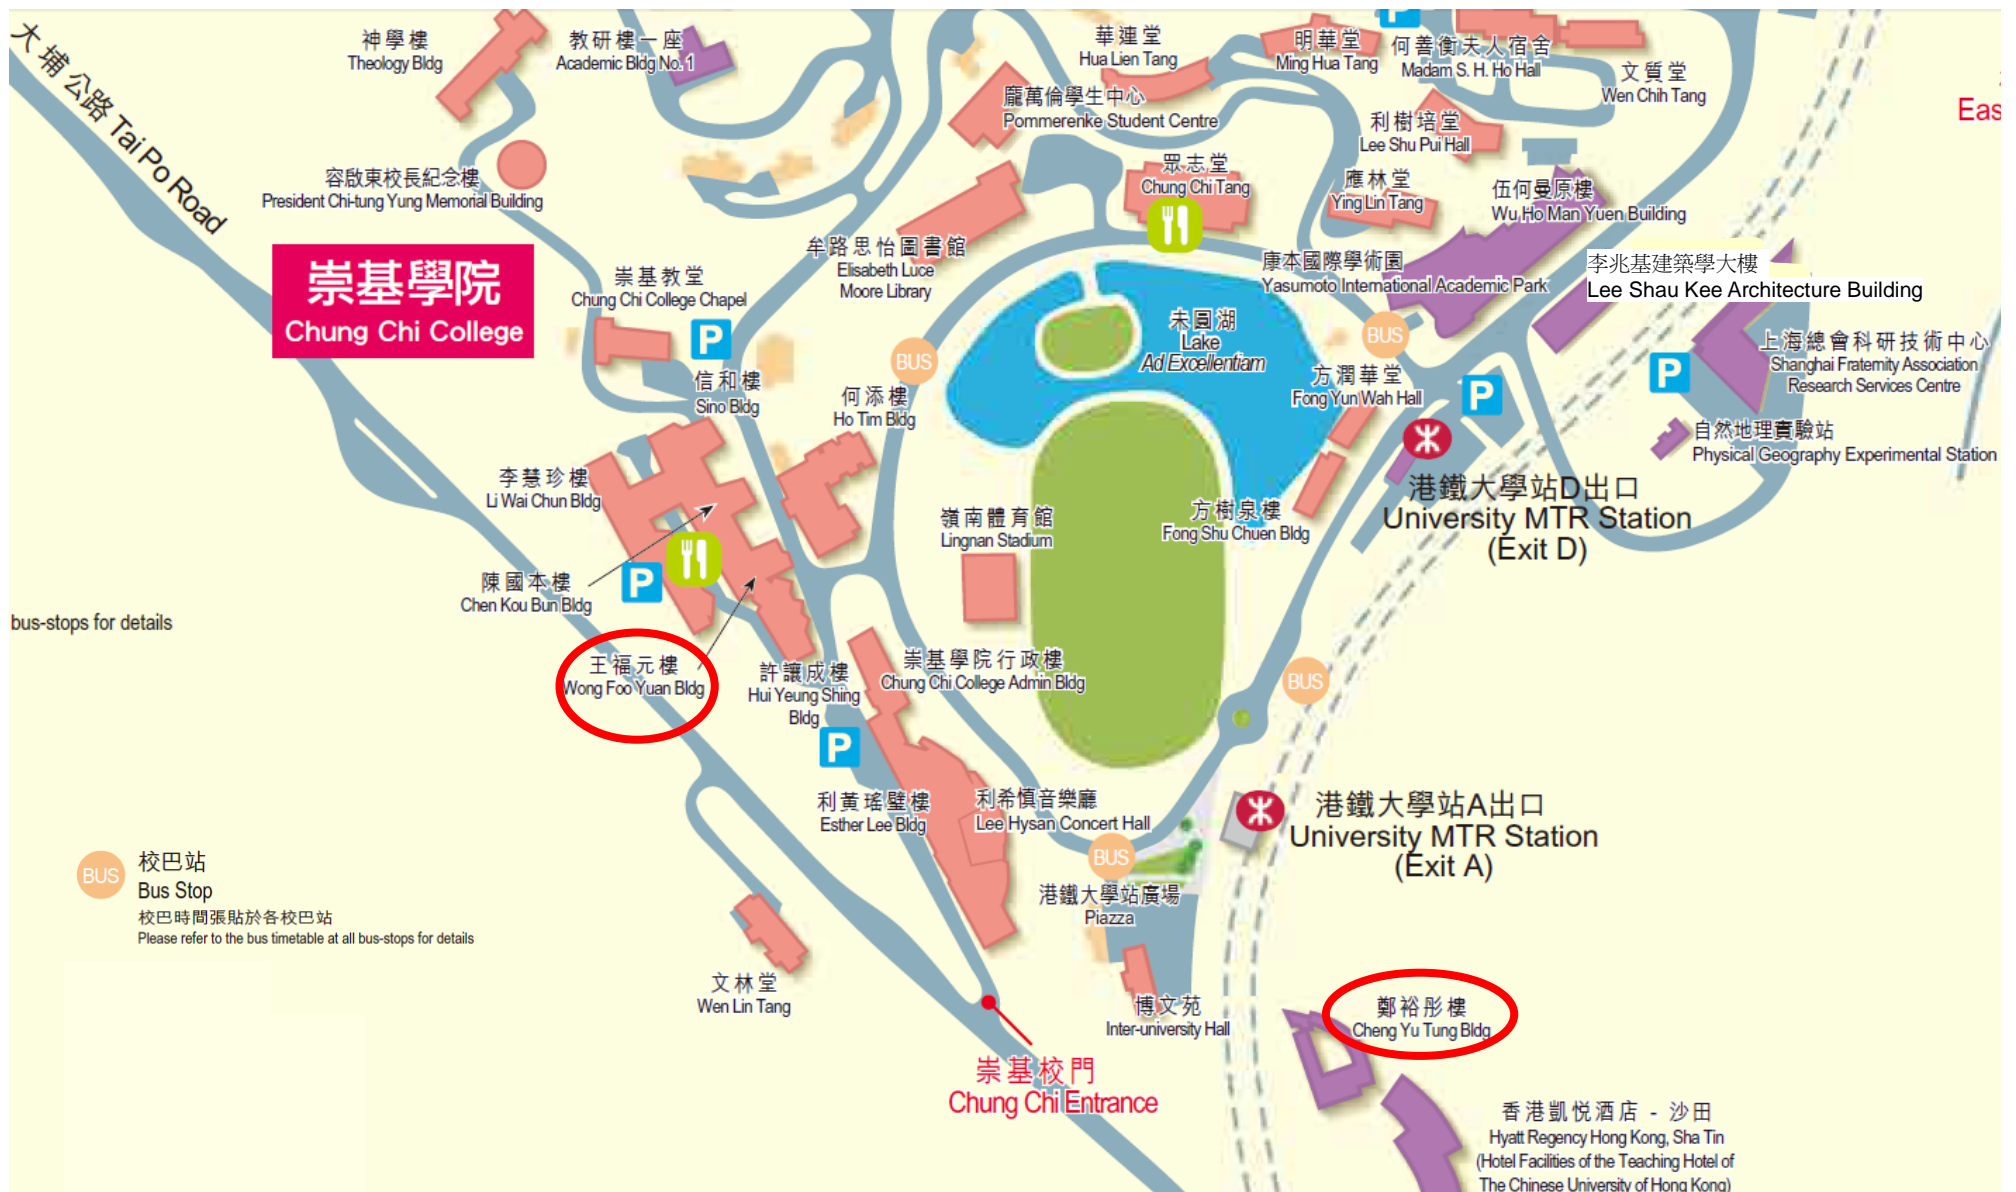 大埔公路 Tai Po Road
神學樓
Theology Bldg
教研樓一座
Academic Bldg No. 1
華連堂
Hua Lien Tang
明華堂
Ming Hua Tang
何善衡夫人宿舍
Madam S. H. Ho Hall
文質堂
Wen Chih Tang
龐萬倫學生中心
Pommerenke Student Centre
利樹培堂
Lee Shu Pui Hall
Eas
容啟東校長紀念樓
President Chi-tung Yung Memorial Building
眾志堂
Chung Chi Tang
應林堂
Ying Lin Tang
伍何曼原樓
Wu Ho Man Yuen Building
崇基學院
Chung Chi College
牟路思怡圖書館
Elisabeth Luce
Moore Library
康本國際學術園
Yasumoto International Academic Park
李兆基建築學大樓
Lee Shau Kee Architecture Building
崇基教堂
Chung Chi College Chapel
P
P
BUS
BUS
未圓湖
Lake
Ad Excellentiam
上海總會科研技術中心
Shanghai Fraternity Association
Research Services Centre
P
P
信和樓
Sino Bldg
何添樓
Ho Tim Bldg
方潤華堂
Fong Yun Wah Hall
自然地理實驗站
Physical Geography Experimental Station
李慧珍樓
Li Wai Chun Bldg
港鐵大學站D出口
University MTR Station
(Exit D)
嶺南體育館
Lingnan Stadium
方樹泉樓
Fong Shu Chuen Bldg
陳國本樓
Chen Kou Bun Bldg
P
bus-stops for details
王福元樓
Wong Foo Yuan Bldg
許讓成樓
Hui Yeung Shing
Bldg
崇基學院行政樓
Chung Chi College Admin Bldg
BUS
P
利黃瑤璧樓
Esther Lee Bldg
利希慎音樂廳
Lee Hysan Concert Hall
港鐵大學站A出口
University MTR Station
(Exit A)
BUS
BUS
校巴站
Bus Stop
校巴時間張貼於各校巴站
Please refer to the bus timetable at all bus-stops for details
港鐵大學站廣場
Piazza
文林堂
Wen Lin Tang
博文苑
Inter-university Hall
鄭裕彤樓
Cheng Yu Tung Bldg
崇基校門
Chung Chi Entrance
香港凱悦酒店 - 沙田
Hyatt Regency Hong Kong, Sha Tin
(Hotel Facilities of the Teaching Hotel of
The Chinese University of Hong Kong)